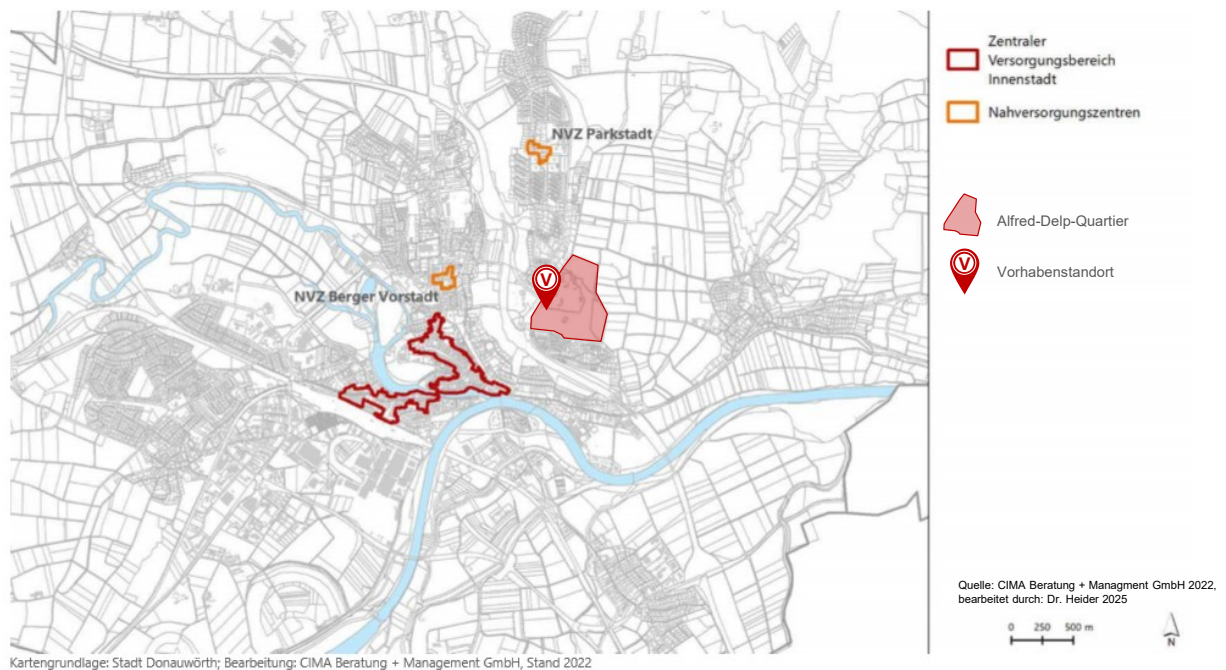 Zentraler
Versorgungsbereich
Innenstadt
Nahversorgungszentren
NVZ Parkstadt
Alfred-Delp-Quartier
V
Vorhabenstandort
V
NVZ Berger Vorstadt
Quelle: CIMA Beratung + Managment GmbH 2022,
bearbeitet durch: Dr. Heider 2025
0 250 500 m
N
Kartengrundlage: Stadt Donauwörth; Bearbeitung: CIMA Beratung + Management GmbH, Stand 2022